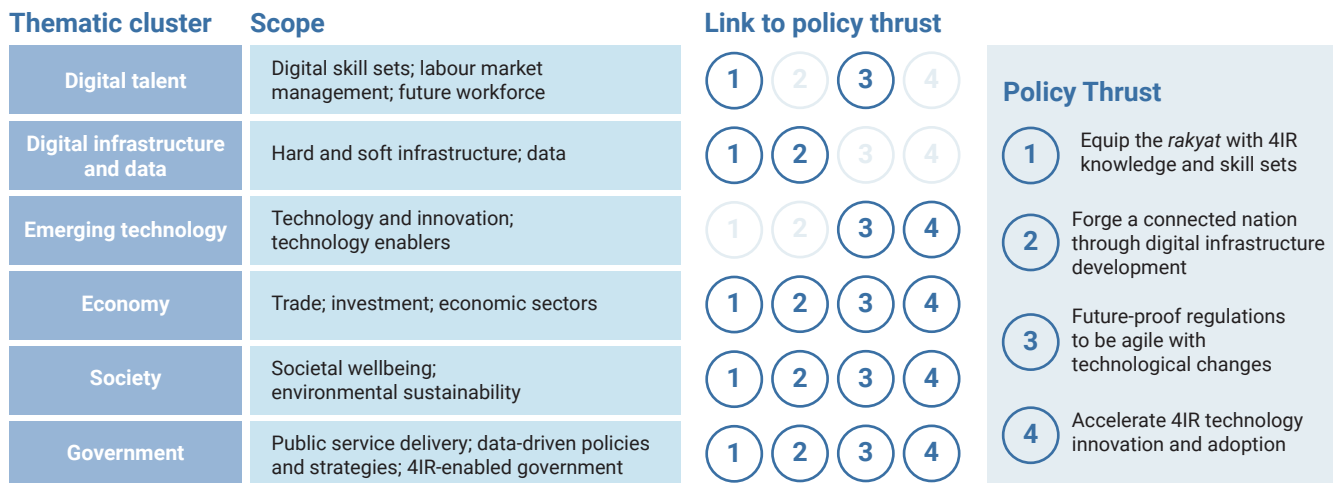 Thematic cluster
Scope
Link to policy thrust
Digital talent
Digital skill sets; labour market
management; future workforce
1 2 3 4
Digital infrastructure
and data
Hard and soft infrastructure; data
1 2 3 4
Emerging technology
Technology and innovation;
technology enablers
1 2 3 4
Economy
Trade; investment; economic sectors
1 2 3 4
Society
Societal wellbeing;
environmental sustainability
1 2 3 4
Government
Public service delivery; data-driven policies
and strategies; 4IR-enabled government
1 2 3 4
Policy Thrust
1
Equip the rakyat with 4IR
knowledge and skill sets
2
Forge a connected nation
through digital infrastructure
development
3
Future-proof regulations
to be agile with
technological changes
4
Accelerate 4IR technology
innovation and adoption